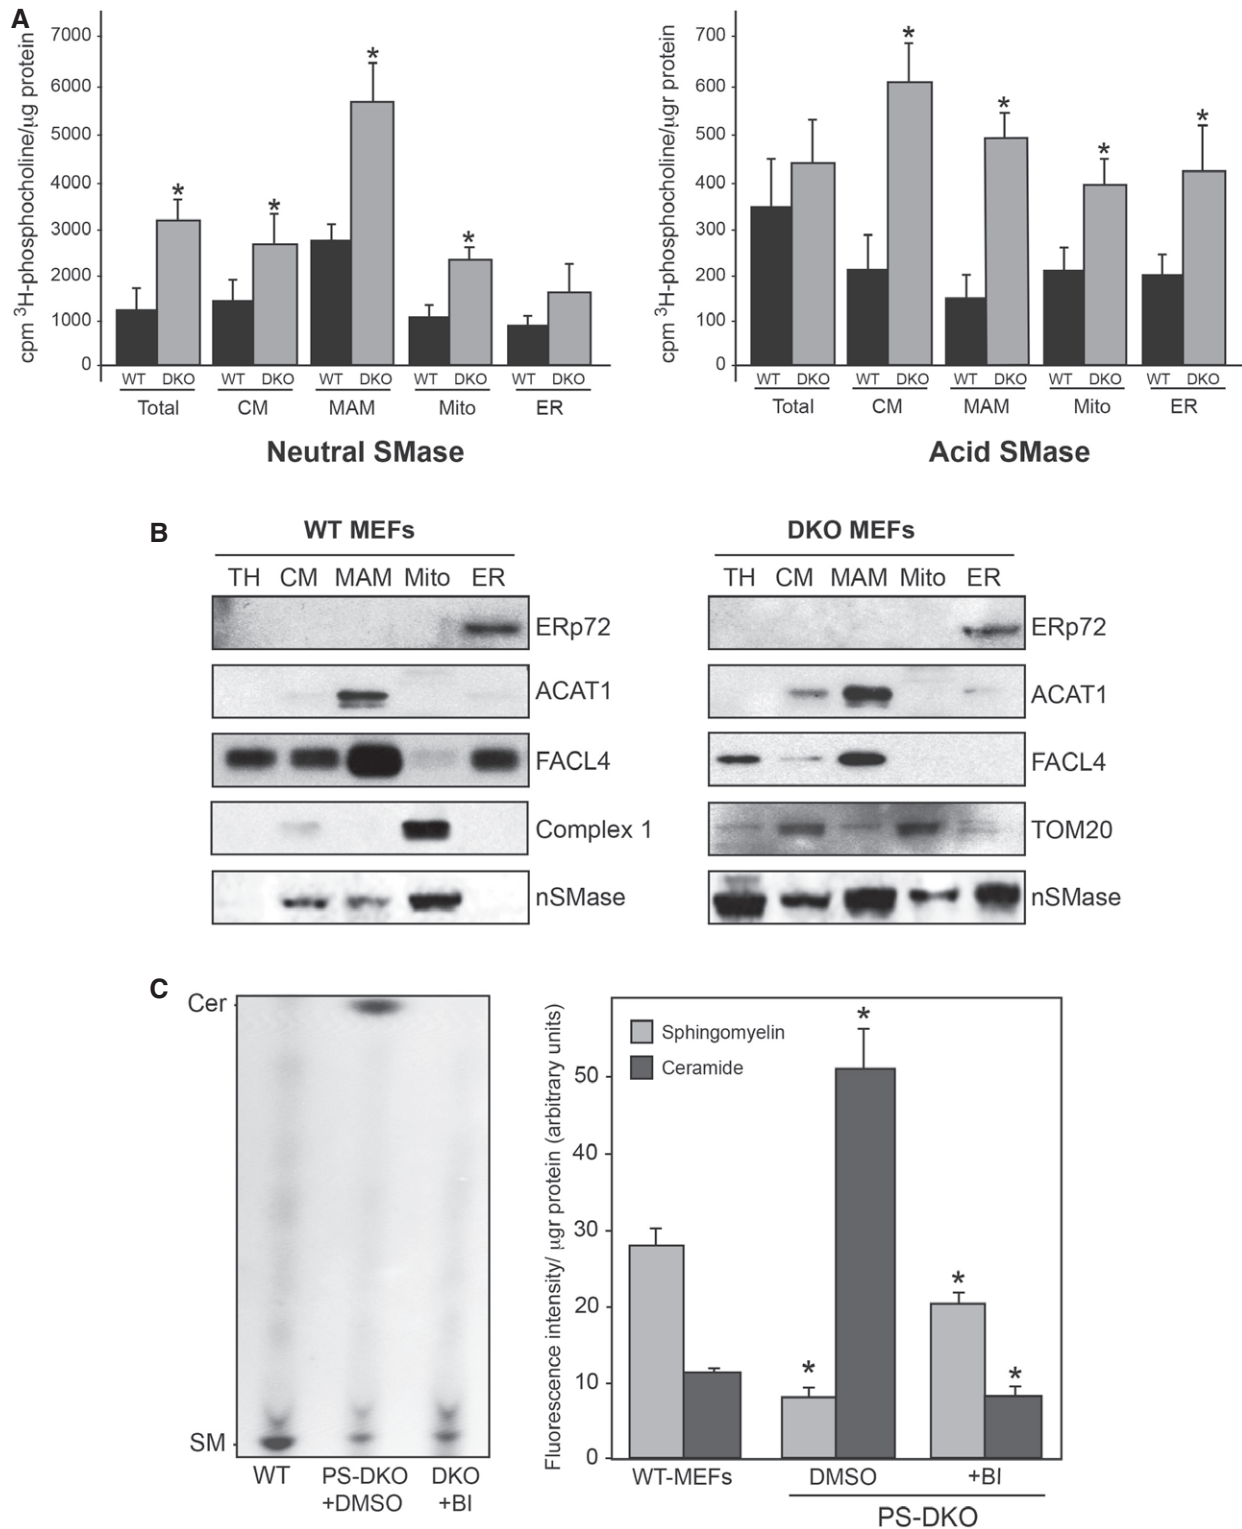 A
cpm ³H-phosphocholine/μg protein
7000
6000
5000
4000
3000
2000
1000
0
* * * *
WT DKO WT DKO WT DKO WT DKO WT DKO
Total CM MAM Mito ER
Neutral SMase
cpm ³H-phosphocholine/μgr protein
700
600
500
400
300
200
100
0
* * * *
WT DKO WT DKO WT DKO WT DKO WT DKO
Total CM MAM Mito ER
Acid SMase
B
WT MEFs
TH CM MAM Mito ER
ERp72
ACAT1
FACL4
Complex 1
nSMase
DKO MEFs
TH CM MAM Mito ER
ERp72
ACAT1
FACL4
TOM20
nSMase
C
Cer
SM
WT PS-DKO DKO
+DMSO +BI
Fluorescence intensity/ μgr protein (arbitrary units)
Sphingomyelin
Ceramide
50
40
30
20
10
0
* * * *
WT-MEFs DMSO +BI
PS-DKO